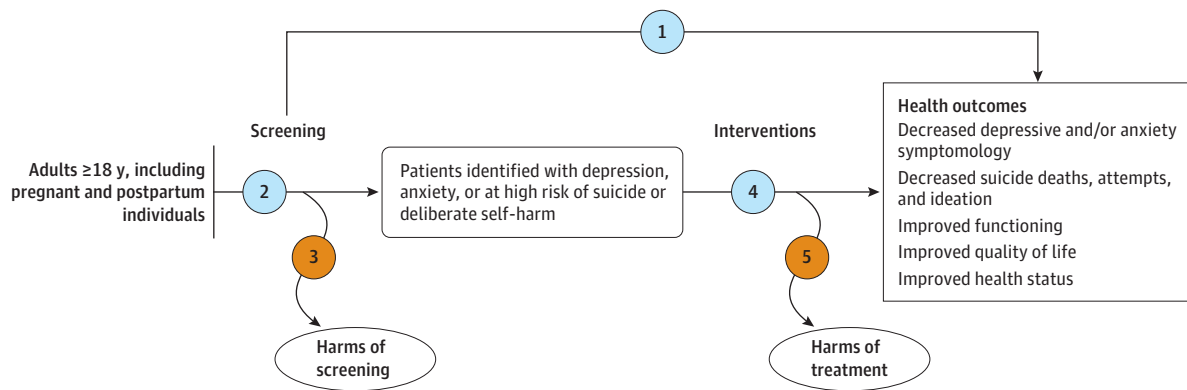 1
Screening
Interventions
Adults ≥18 y, including
pregnant and postpartum
individuals
2
Patients identified with depression,
anxiety, or at high risk of suicide or
deliberate self-harm
4
Health outcomes
Decreased depressive and/or anxiety
symptomology
Decreased suicide deaths, attempts,
and ideation
Improved functioning
Improved quality of life
Improved health status
3
5
Harms of
screening
Harms of
treatment